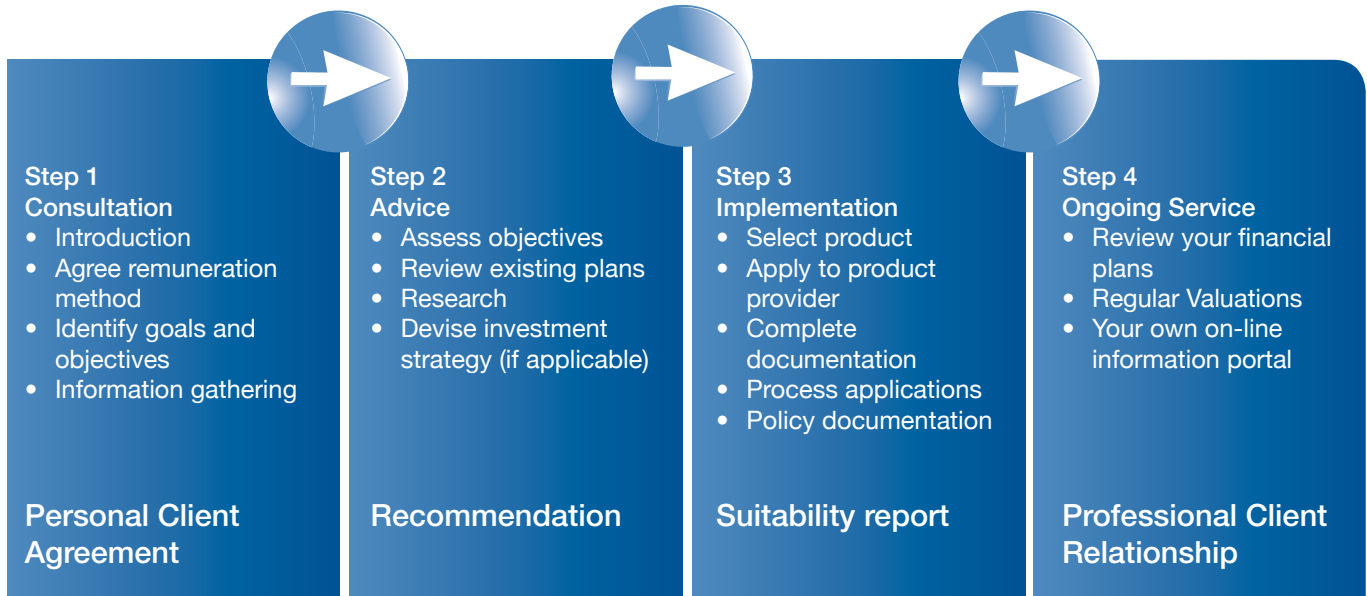 Step 1
Consultation
• Introduction
• Agree remuneration
method
• Identify goals and
objectives
• Information gathering
Personal Client
Agreement
Step 2
Advice
• Assess objectives
• Review existing plans
• Research
• Devise investment
strategy (if applicable)
Recommendation
Step 3
Implementation
• Select product
• Apply to product
provider
• Complete
documentation
• Process applications
• Policy documentation
Suitability report
Step 4
Ongoing Service
• Review your financial
plans
• Regular Valuations
• Your own on-line
information portal
Professional Client
Relationship